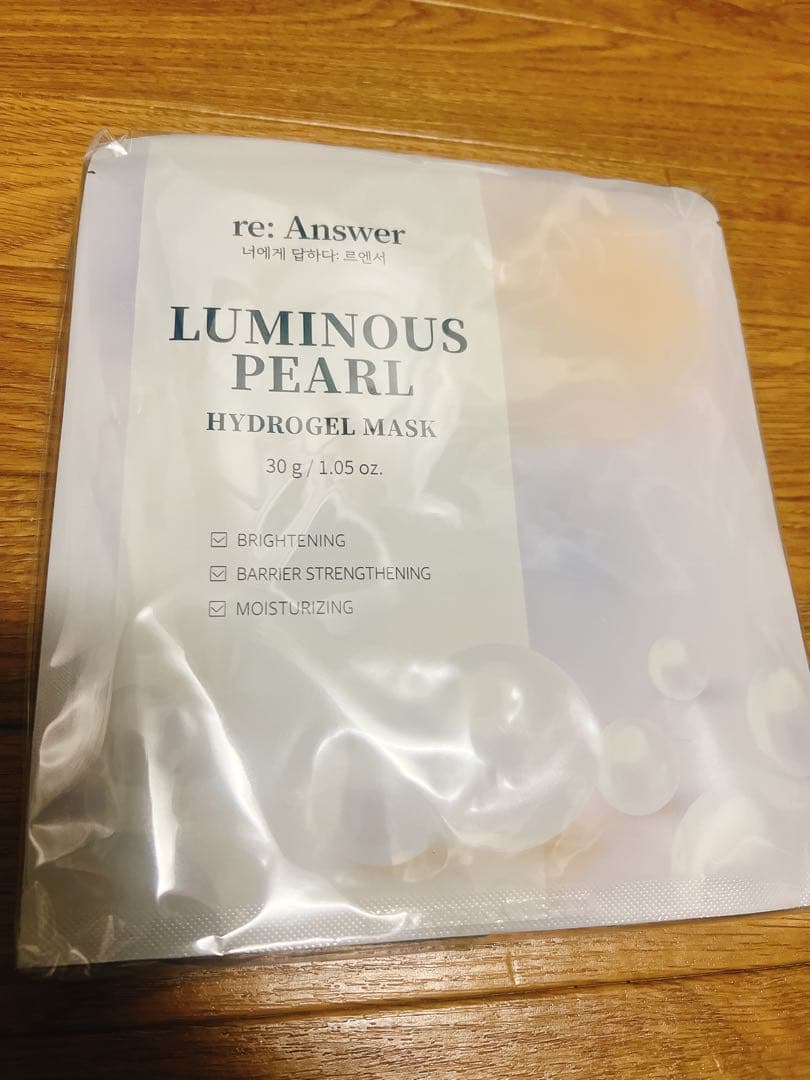 re: Answer
너에게 답하다: 르엔서
LUMINOUS
PEARL
HYDROGEL MASK
30 g / 1.05 oz.
☑ BRIGHTENING
☑ BARRIER STRENGTHENING
☑ MOISTURIZING